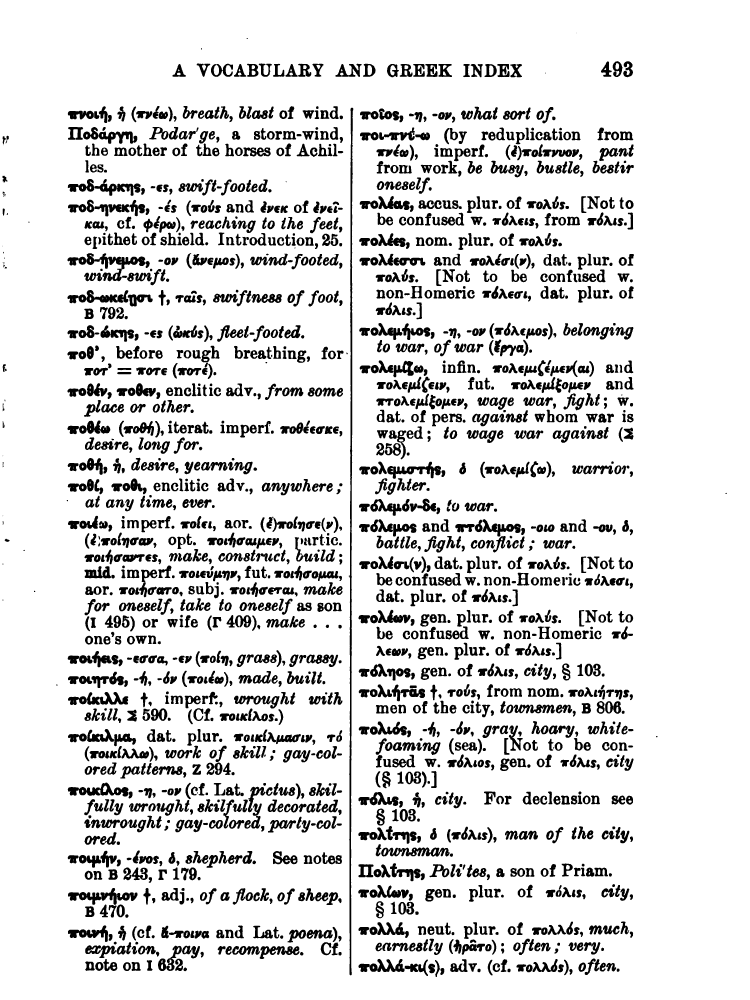 A VOCABULARY AND GREEK INDEX 493
πνοιή, ἡ (πνέω), breath, blast of wind.
Ποδάργη, Podar′ge, a storm-wind,
the mother of the horses of Achil-
les.
ποδ-άρκης, -ες, swift-footed.
ποδ-ηνεκής, -ές (πούς and ἐνεκ of ἐνεῖ-
και, cf. φέρω), reaching to the feet,
epithet of shield. Introduction, 25.
ποδ-ήνεμος, -ον (ἄνεμος), wind-footed,
wind-swift.
ποδ-ωκείῃσι †, ταῖς, swiftness of foot,
Β 792.
ποδ-ώκης, -ες (ὠκύς), fleet-footed.
ποθ’, before rough breathing, for
ποτ’ = ποτε (ποτέ).
ποθέν, ποθεν, enclitic adv., from some
place or other.
ποθέω (ποθή), iterat. imperf. ποθέεσκε,
desire, long for.
ποθή, ἡ, desire, yearning.
ποθί, ποθι, enclitic adv., anywhere;
at any time, ever.
ποιέω, imperf. ποίει, aor. (ἐ)ποίησε(ν),
(ἐ)ποίησαν, opt. ποιήσαιμεν, partic.
ποιήσαντες, make, construct, build;
mid. imperf. ποιεύμην, fut. ποιήσομαι,
aor. ποιήσατο, subj. ποιήσεται, make
for oneself, take to oneself as son
(Ι 495) or wife (Γ 409), make . . .
one's own.
ποιήεις, -εσσα, -εν (ποίη, grass), grassy.
ποιητός, -ή, -όν (ποιέω), made, built.
ποίκιλλε †, imperf., wrought with
skill, Σ 590. (Cf. ποικίλος.)
ποίκιλμα, dat. plur. ποικίλμασιν, τό
(ποικίλλω), work of skill; gay-col-
ored patterns, Ζ 294.
ποικίλος, -η, -ον (cf. Lat. pictus), skil-
fully wrought, skilfully decorated,
inwrought; gay-colored, party-col-
ored.
ποιμήν, -ένος, ὁ, shepherd. See notes
on Β 243, Γ 179.
ποιμνήιον †, adj., of a flock, of sheep,
Β 470.
ποινή, ἡ (cf. ἄ-ποινα and Lat. poena),
expiation, pay, recompense. Cf.
note on Ι 632.
ποῖος, -η, -ον, what sort of.
ποι-πνύ-ω (by reduplication from
πνέω), imperf. (ἐ)ποίπνυον, pant
from work, be busy, bustle, bestir
oneself.
πολέας, accus. plur. of πολύς. [Not to
be confused w. πόλεις, from πόλις.]
πολέες, nom. plur. of πολύς.
πολέεσσι and πολέσι(ν), dat. plur. of
πολύς. [Not to be confused w.
non-Homeric πόλεσι, dat. plur. of
πόλις.]
πολεμήιος, -η, -ον (πόλεμος), belonging
to war, of war (ἔργα).
πολεμίζω, infin. πολεμιζέμεν(αι) and
πολεμίζειν, fut. πολεμίξομεν and
πτολεμίξομεν, wage war, fight; w.
dat. of pers. against whom war is
waged; to wage war against (Σ
258).
πολεμιστής, ὁ (πολεμίζω), warrior,
fighter.
πόλεμόν-δε, to war.
πόλεμος and πτόλεμος, -οιο and -ου, ὁ,
battle, fight, conflict; war.
πολέσι(ν), dat. plur. of πολύς. [Not to
be confused w. non-Homeric πόλεσι,
dat. plur. of πόλις.]
πολέων, gen. plur. of πολύς. [Not to
be confused w. non-Homeric πό-
λεων, gen. plur. of πόλις.]
πόληος, gen. of πόλις, city, § 103.
πολιήτᾱς †, τούς, from nom. πολιήτης,
men of the city, townsmen, Β 806.
πολιός, -ή, -όν, gray, hoary, white-
foaming (sea). [Not to be con-
fused w. πόλιος, gen. of πόλις, city
(§ 103).]
πόλις, ἡ, city. For declension see
§ 103.
πολί̄της, ὁ (πόλις), man of the city,
townsman.
Πολί̄της, Poli′tes, a son of Priam.
πολίων, gen. plur. of πόλις, city,
§ 103.
πολλά, neut. plur. of πολλός, much,
earnestly (ἠρᾶτο); often; very.
πολλά-κι(ς), adv. (cf. πολλός), often.